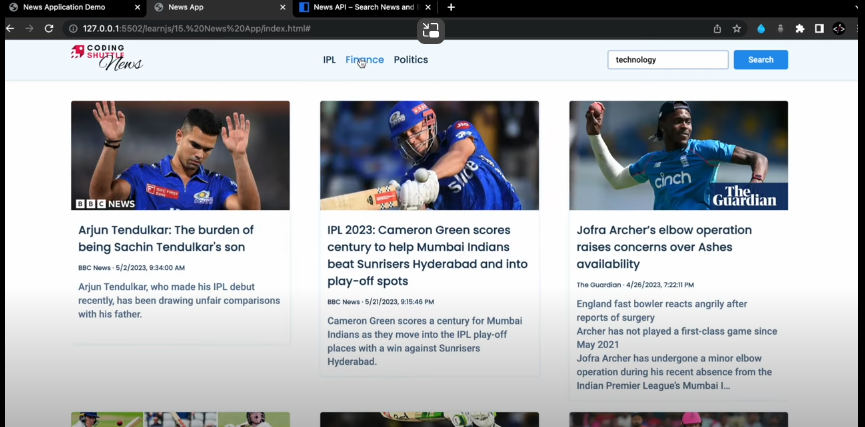 News Application Demo
News App
News API – Search News and
127.0.0.1:5502/learnjs/15.%20News%20App/index.html#
CODING
SHUTTLE
News
IPL Finance Politics
technology
Search
BBC NEWS
slice
cinch
The
Guardian
Arjun Tendulkar: The burden of
being Sachin Tendulkar's son
BBC News · 5/2/2023, 9:34:00 AM
Arjun Tendulkar, who made his IPL debut
recently, has been drawing unfair comparisons
with his father.
IPL 2023: Cameron Green scores
century to help Mumbai Indians
beat Sunrisers Hyderabad and into
play-off spots
BBC News · 5/21/2023, 9:15:46 PM
Cameron Green scores a century for Mumbai
Indians as they move into the IPL play-off
places with a win against Sunrisers
Hyderabad.
Jofra Archer's elbow operation
raises concerns over Ashes
availability
The Guardian · 4/26/2023, 7:22:11 PM
England fast bowler reacts angrily after
reports of surgery
Archer has not played a first-class game since
May 2021
Jofra Archer has undergone a minor elbow
operation during his recent absence from the
Indian Premier League's Mumbai I...